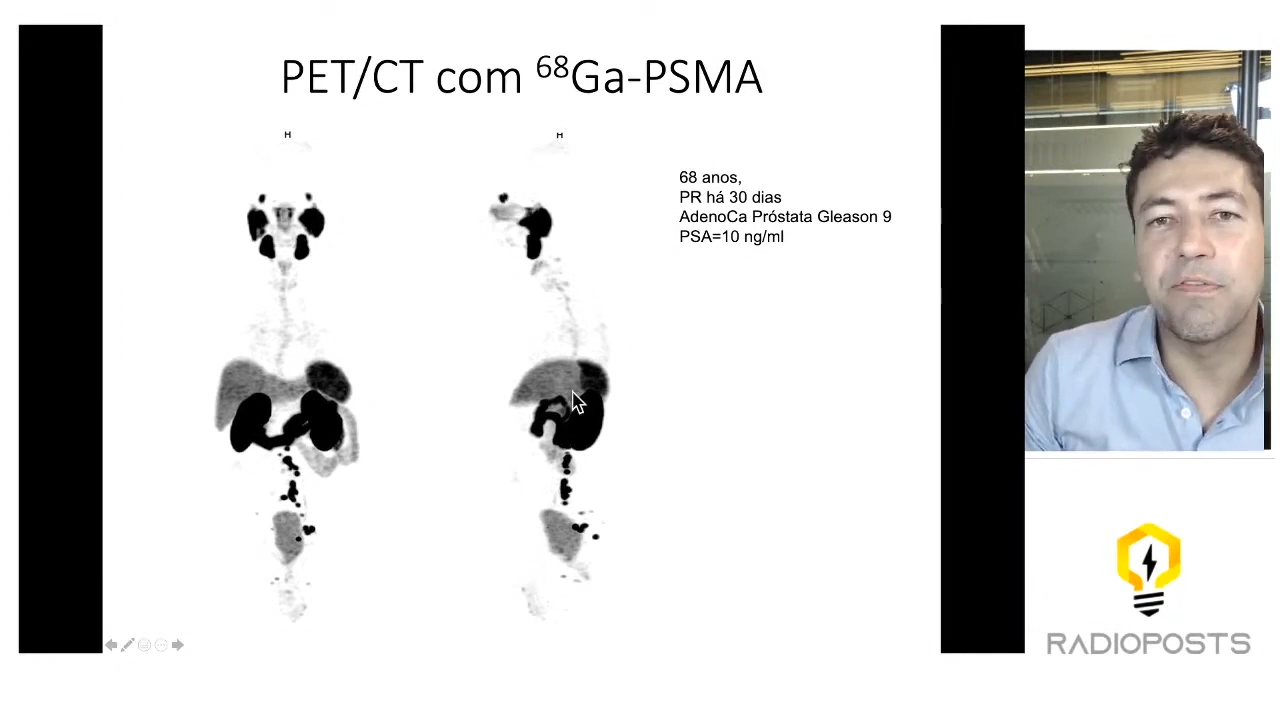 PET/CT com ⁶⁸Ga-PSMA
H
H
68 anos,
PR há 30 dias
AdenoCa Próstata Gleason 9
PSA=10 ng/ml
RADIOPOSTS